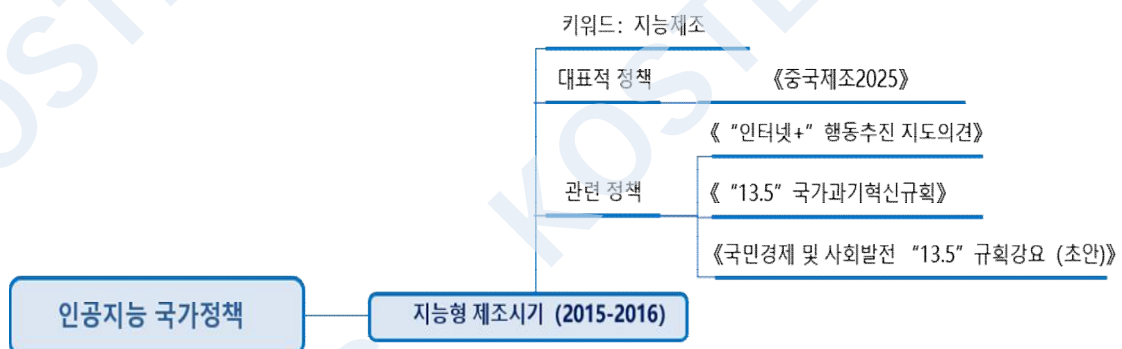 키워드: 지능제조
대표적 정책
《중국제조2025》
《 “인터넷+” 행동추진 지도의견》
관련 정책
《 “13.5” 국가과기혁신규획》
《국민경제 및 사회발전 “13.5” 규획강요 (초안)》
인공지능 국가정책
지능형 제조시기 (2015-2016)